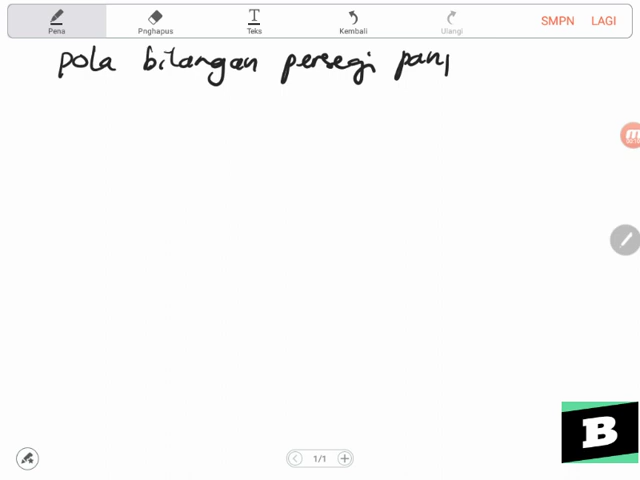 Pena Pnghapus Teks Kembali Ulangi SMPN LAGI
pola bilangan persegi panj
1/1
B